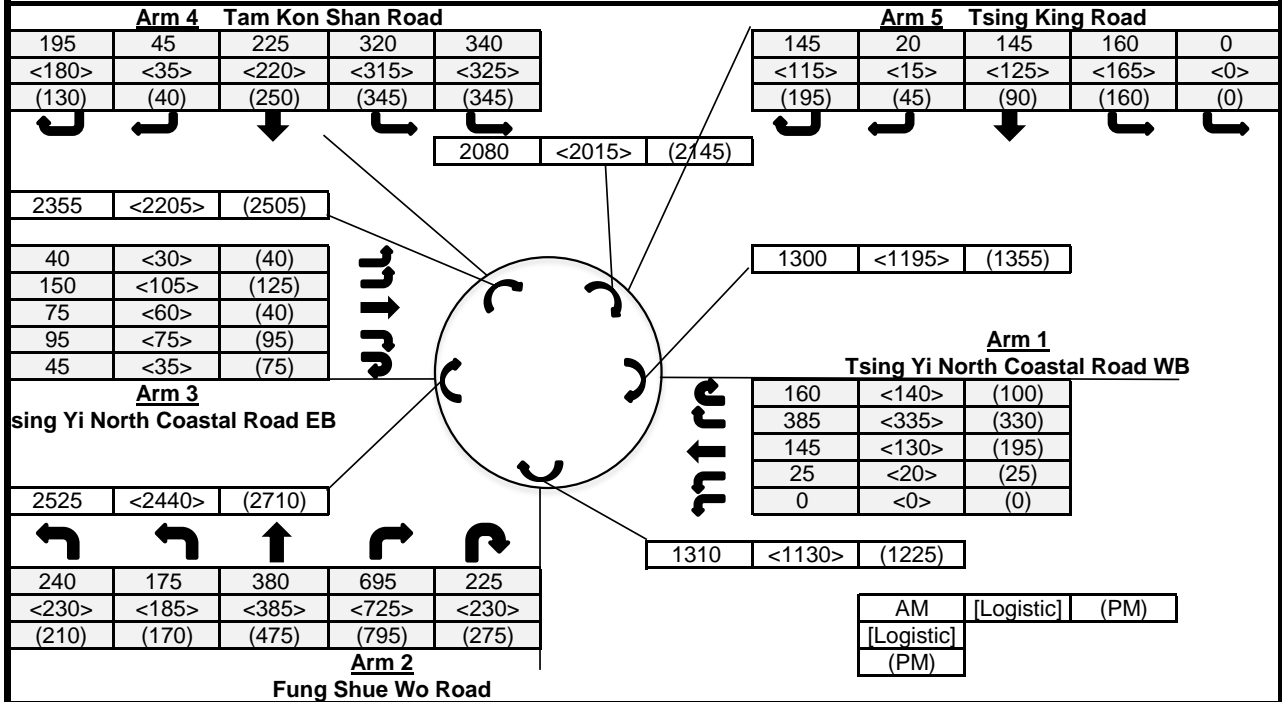 Arm 4 Tam Kon Shan Road
Arm 5 Tsing King Road
195 45 225 320 340
145 20 145 160 0
<180> <35> <220> <315> <325>
<115> <15> <125> <165> <0>
(130) (40) (250) (345) (345)
(195) (45) (90) (160) (0)
2080 <2015> (2145)
2355 <2205> (2505)
40 <30> (40)
150 <105> (125)
75 <60> (40)
95 <75> (95)
45 <35> (75)
1300 <1195> (1355)
Arm 3
sing Yi North Coastal Road EB
Arm 1
Tsing Yi North Coastal Road WB
160 <140> (100)
385 <335> (330)
145 <130> (195)
25 <20> (25)
0 <0> (0)
2525 <2440> (2710)
1310 <1130> (1225)
240 175 380 695 225
<230> <185> <385> <725> <230>
(210) (170) (475) (795) (275)
Arm 2
Fung Shue Wo Road
AM [Logistic] (PM)
[Logistic]
(PM)